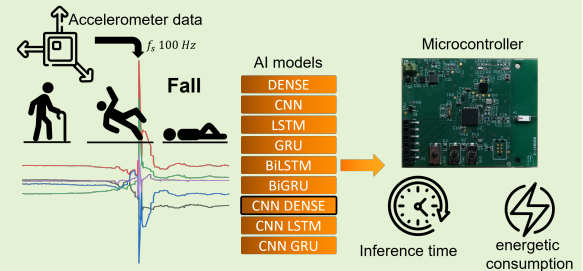 Accelerometer data
fs 100 Hz
Fall
AI models
DENSE
CNN
LSTM
GRU
BiLSTM
BiGRU
CNN DENSE
CNN LSTM
CNN GRU
Microcontroller
Inference time
energetic
consumption